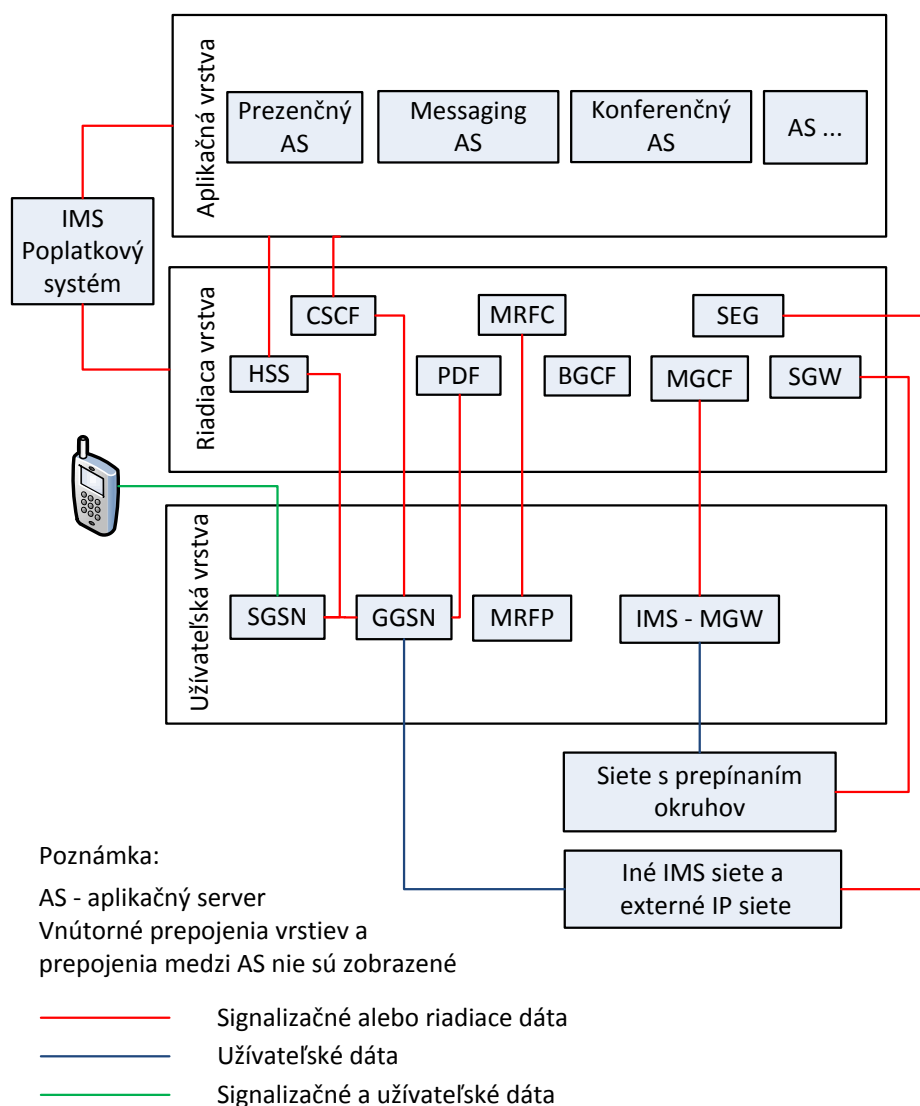 Aplikačná vrstva
Prezenčný
AS
Messaging
AS
Konferenčný
AS
AS ...
IMS
Poplatkový
systém
Riadiaca vrstva
CSCF
MRFC
SEG
HSS
PDF
BGCF
MGCF
SGW
Užívateľská vrstva
SGSN
GGSN
MRFP
IMS - MGW
Siete s prepínaním
okruhov
Iné IMS siete a
externé IP siete
Poznámka:
AS - aplikačný server
Vnútorné prepojenia vrstiev a
prepojenia medzi AS nie sú zobrazené
Signalizačné alebo riadiace dáta
Užívateľské dáta
Signalizačné a užívateľské dáta